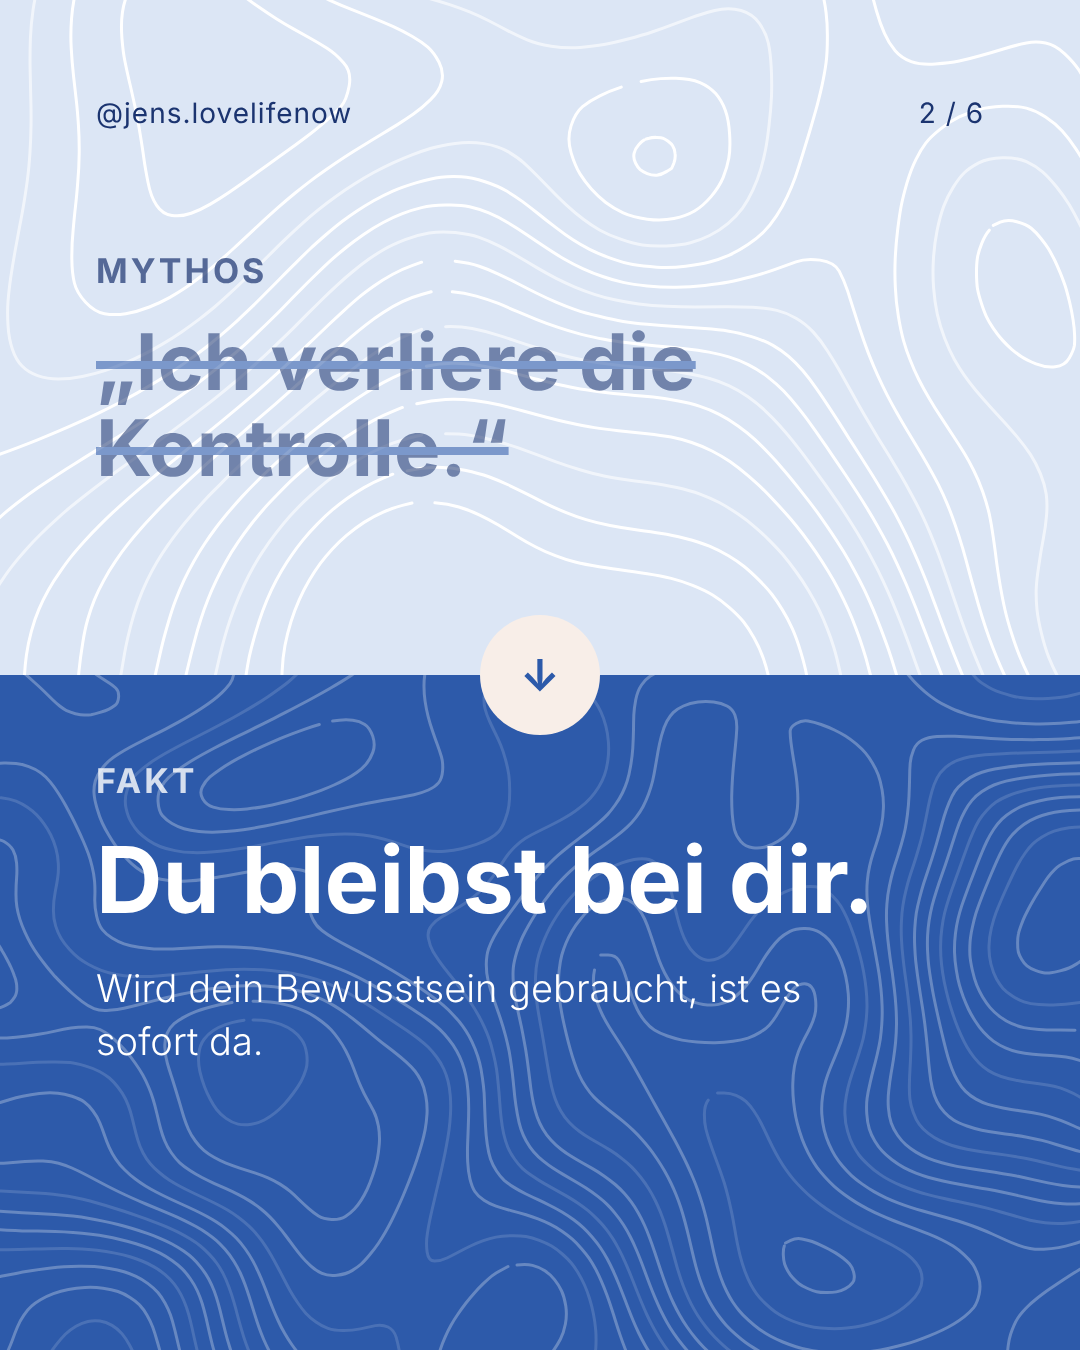 @jens.lovelifenow
2 / 6
MYTHOS
„Ich verliere die
Kontrolle.“
FAKT
Du bleibst bei dir.
Wird dein Bewusstsein gebraucht, ist es
sofort da.